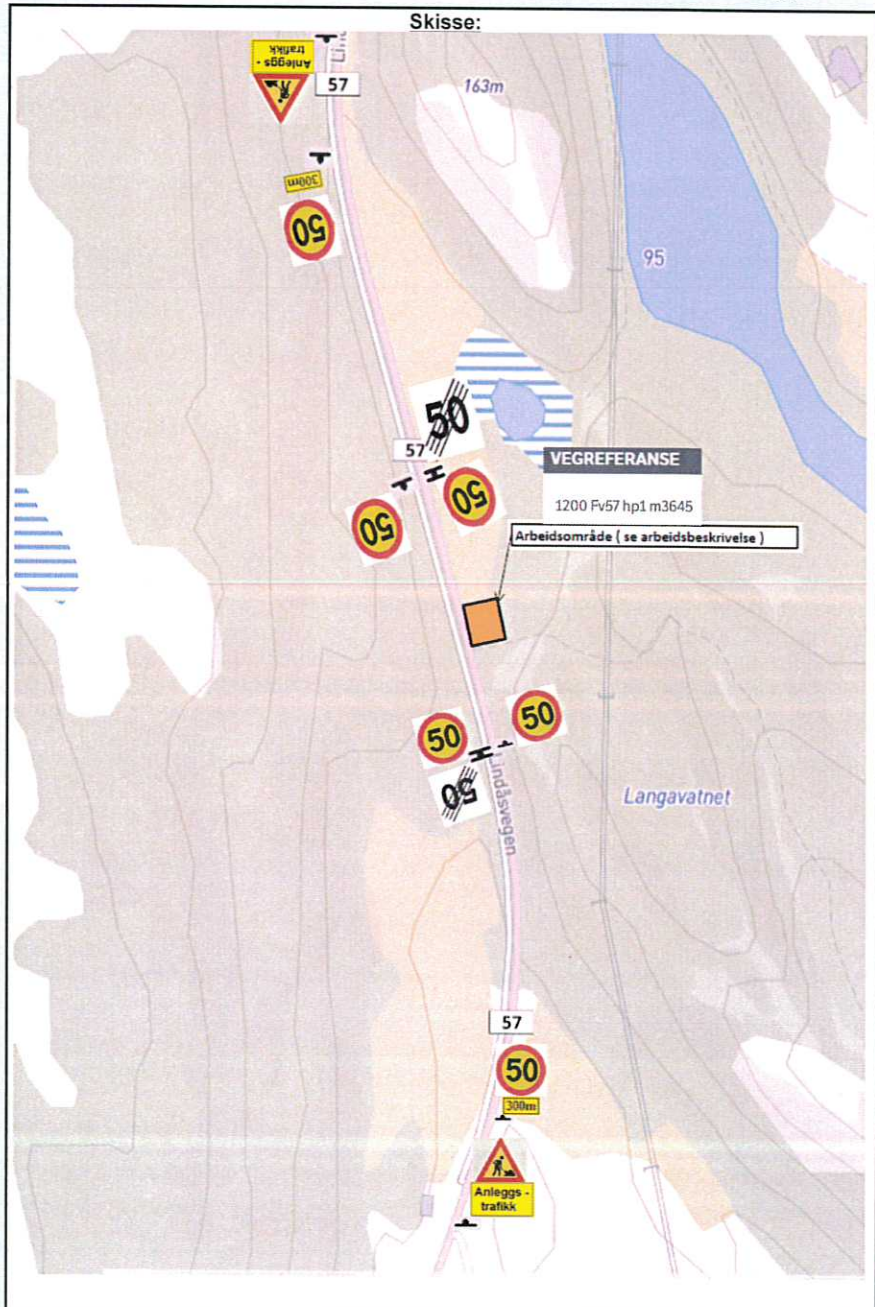 Skisse:
Anleggs -
trafikk
57
163m
300m
50
95
50
57
50
50
VEGREFERANSE
1200 Fv57 hp1 m3645
Arbeidsområde ( se arbeidsbeskrivelse )
50
50
50
Lindåsvegen
Langavatnet
57
50
300m
Anleggs -
trafikk